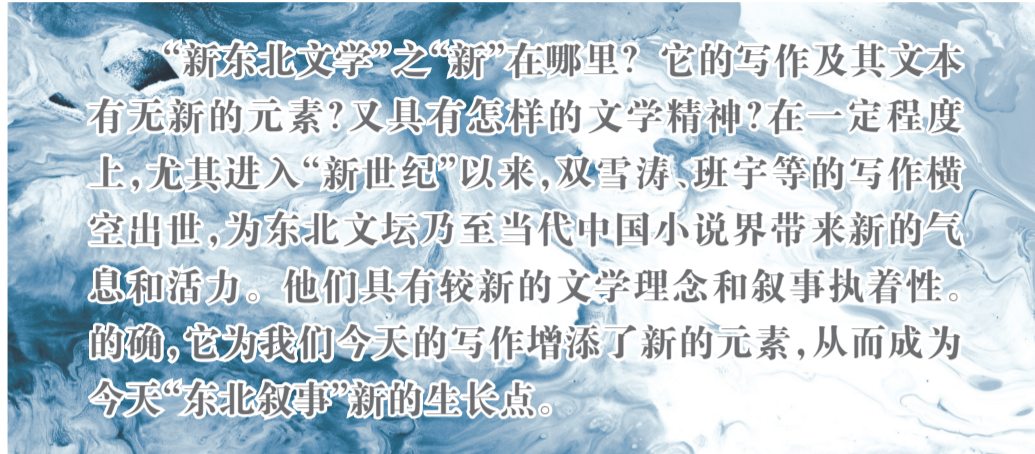 “新东北文学”之“新”在哪里？它的写作及其文本
有无新的元素？又具有怎样的文学精神？在一定程度
上，尤其进入“新世纪”以来，双雪涛、班宇等的写作横
空出世，为东北文坛乃至当代中国小说界带来新的气
息和活力。他们具有较新的文学理念和叙事执着性。
的确，它为我们今天的写作增添了新的元素，从而成为
今天“东北叙事”新的生长点。